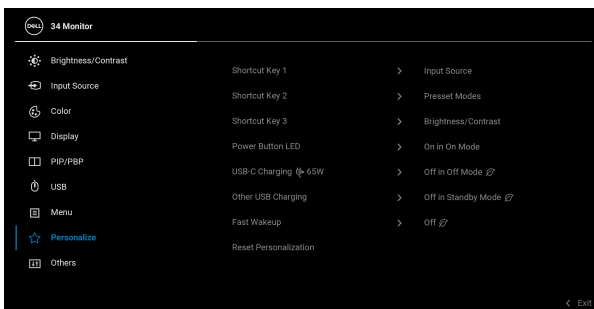 DELL 34 Monitor
Brightness/Contrast
Input Source
Color
Display
PIP/PBP
USB
Menu
Personalize
Others
Shortcut Key 1 > Input Source
Shortcut Key 2 > Presset Modes
Shortcut Key 3 > Brightness/Contrast
Power Button LED > On in On Mode
USB-C Charging 65W > Off in Off Mode
Other USB Charging > Off in Standby Mode
Fast Wakeup > Off
Reset Personalization
< Exit